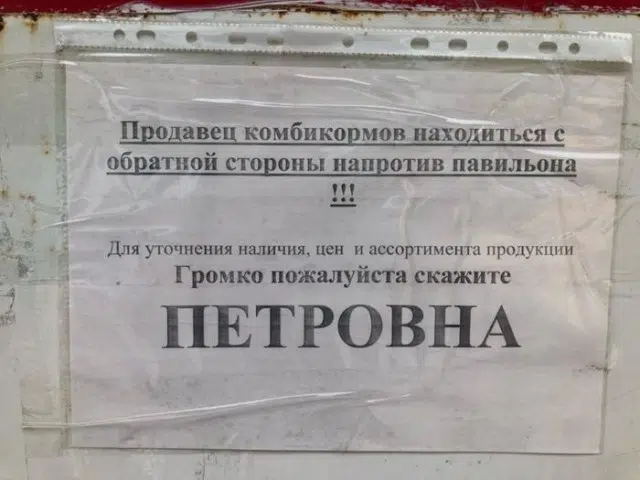 Продавец комбикормов находиться с
обратной стороны напротив павильона
!!!
Для уточнения наличия, цен и ассортимента продукции
Громко пожалуйста скажите
ПЕТРОВНА